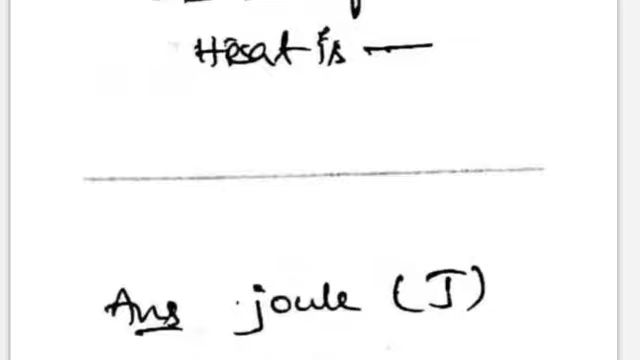 Heat is —
Ans joule (J)